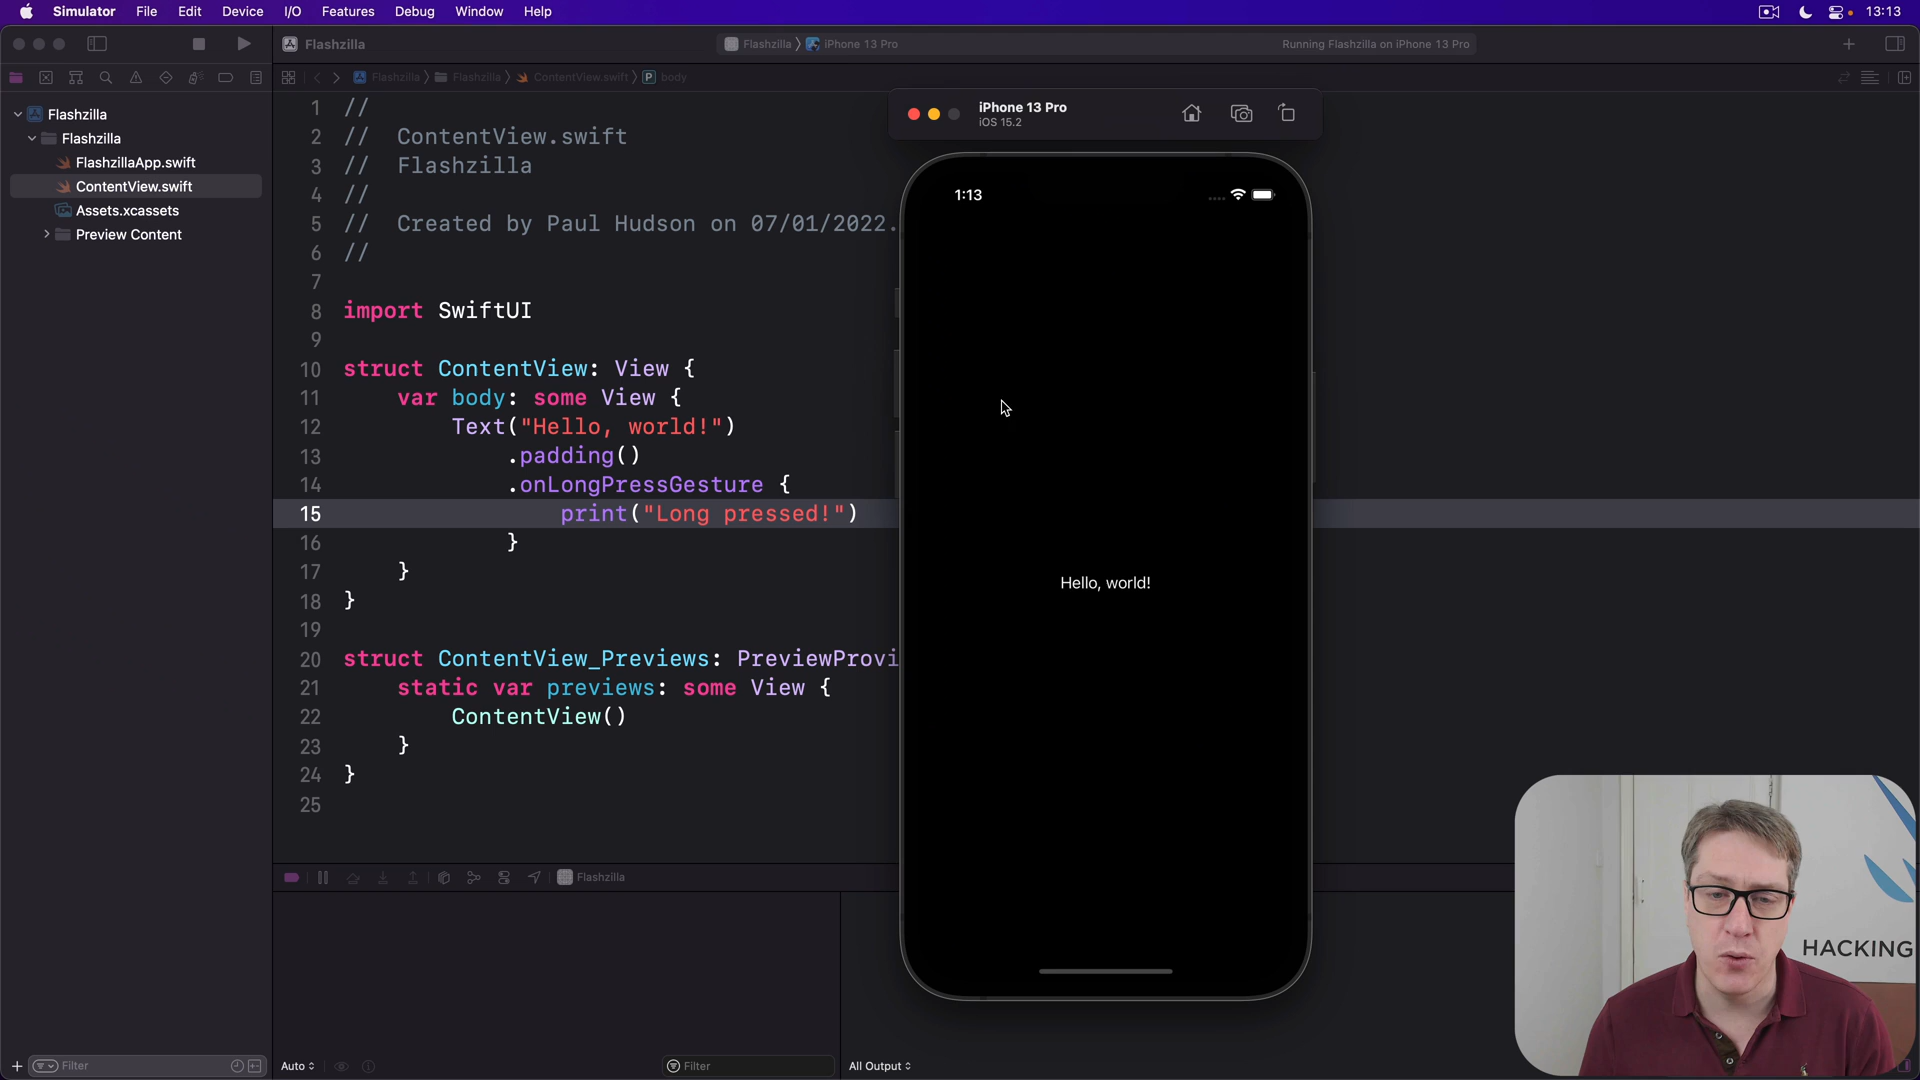 Simulator File Edit Device I/O Features Debug Window Help 13:13
Flashzilla Flashzilla iPhone 13 Pro Running Flashzilla on iPhone 13 Pro
Flashzilla Flashzilla ContentView.swift P body
Flashzilla
Flashzilla
FlashzillaApp.swift
ContentView.swift
Assets.xcassets
Preview Content
1 //
2 // ContentView.swift
3 // Flashzilla
4 //
5 // Created by Paul Hudson on 07/01/2022.
6 //
7
8 import SwiftUI
9
10 struct ContentView: View {
11 var body: some View {
12 Text("Hello, world!")
13 .padding()
14 .onLongPressGesture {
15 print("Long pressed!")
16 }
17 }
18 }
19
20 struct ContentView_Previews: PreviewProvi
21 static var previews: some View {
22 ContentView()
23 }
24 }
25
iPhone 13 Pro
iOS 15.2
1:13
Hello, world!
Flashzilla
HACKING
Filter
Auto
Filter
All Output